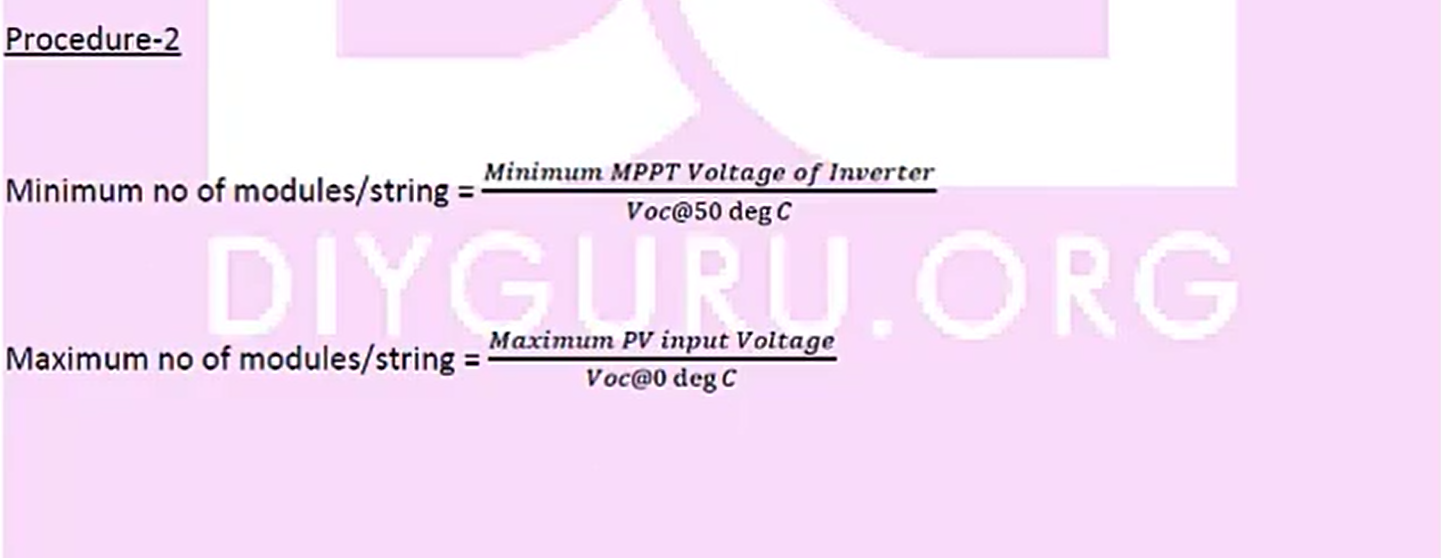 Procedure-2
Minimum no of modules/string = Minimum MPPT Voltage of Inverter
Voc@50 deg C
DIYGURU.ORG
Maximum no of modules/string = Maximum PV input Voltage
Voc@0 deg C